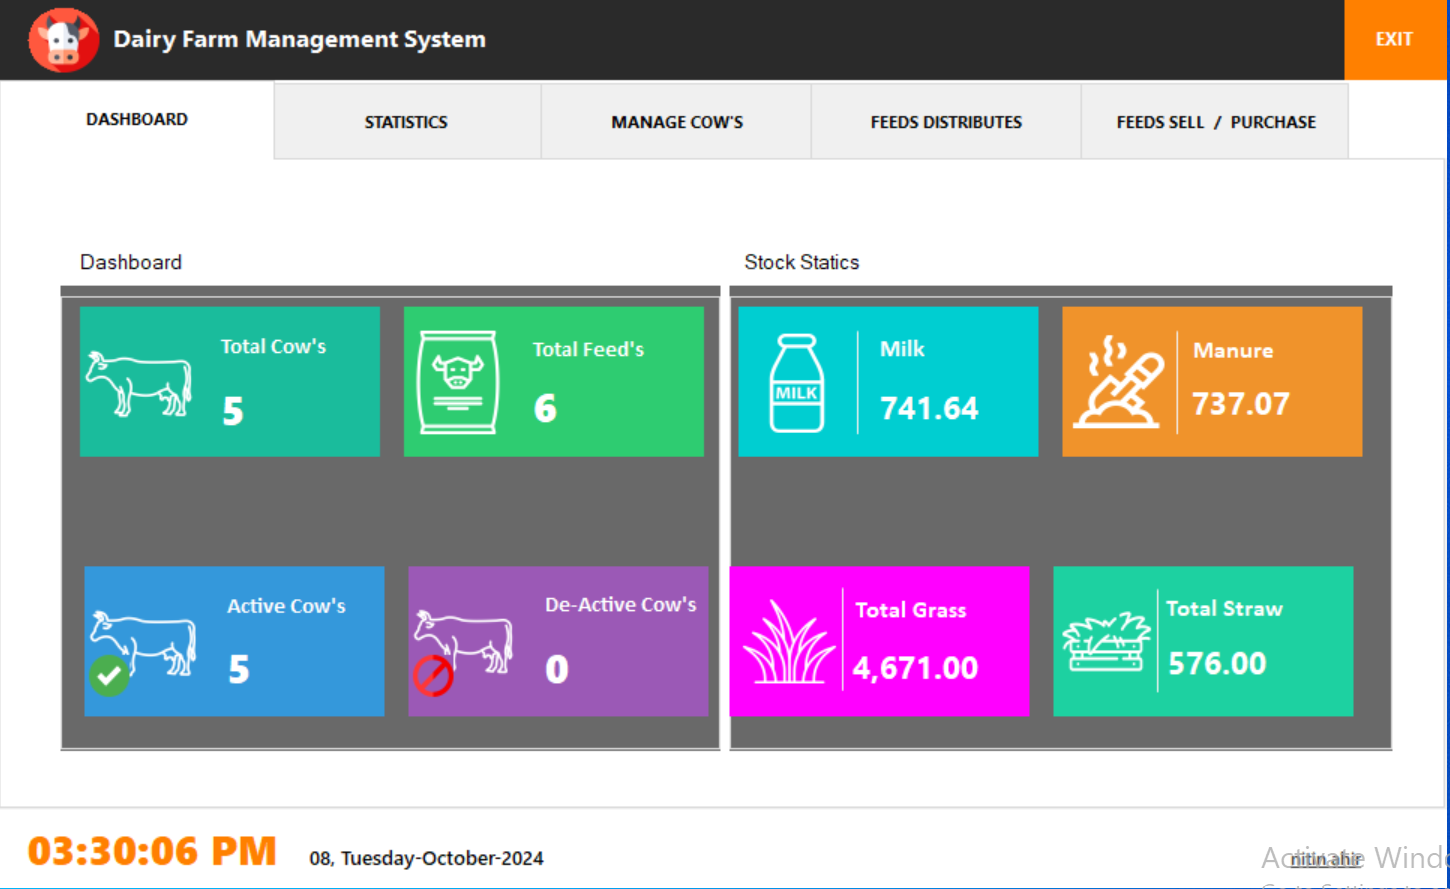 Dairy Farm Management System
EXIT
DASHBOARD
STATISTICS
MANAGE COW'S
FEEDS DISTRIBUTES
FEEDS SELL / PURCHASE
Dashboard
Stock Statics
Total Cow's
5
Total Feed's
6
MILK
Milk
741.64
Manure
737.07
Active Cow's
5
De-Active Cow's
0
Total Grass
4,671.00
Total Straw
576.00
03:30:06 PM
08, Tuesday-October-2024
nitin ahir
Activate